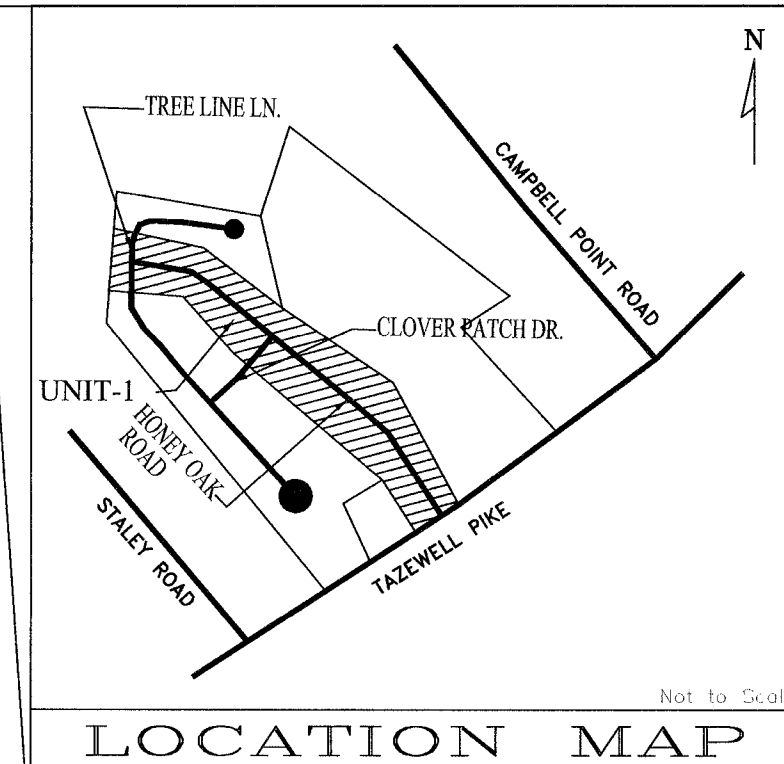 N
TREE LINE LN.
CAMPBELL POINT ROAD
CLOVER PATCH DR.
UNIT-1
HONEY OAK
ROAD
STALEY ROAD
TAZEWELL PIKE
Not to Scal
LOCATION MAP